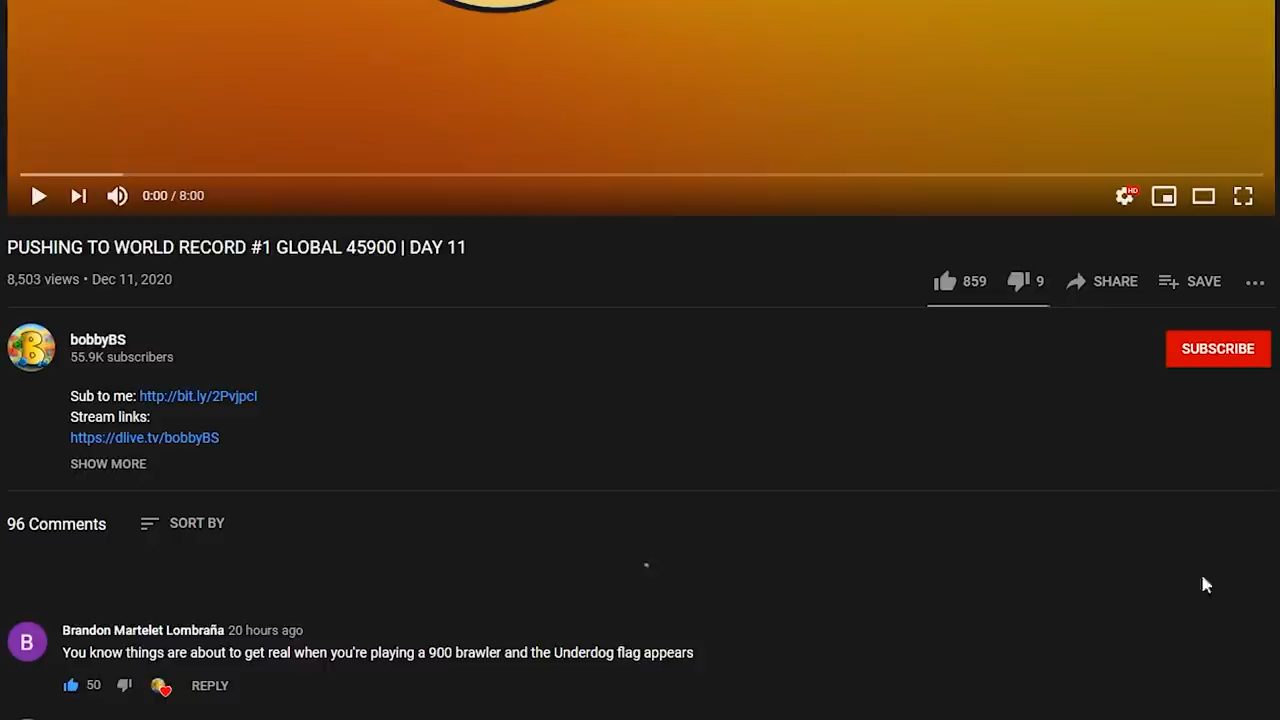 HD
0:00 / 8:00
PUSHING TO WORLD RECORD #1 GLOBAL 45900 | DAY 11
8,503 views • Dec 11, 2020
859
9
SHARE
SAVE
B
bobbyBS
55.9K subscribers
SUBSCRIBE
Sub to me: http://bit.ly/2PvjpcI
Stream links:
https://dlive.tv/bobbyBS
SHOW MORE
96 Comments
SORT BY
B
Brandon Martelet Lombraña 20 hours ago
You know things are about to get real when you're playing a 900 brawler and the Underdog flag appears
50
REPLY